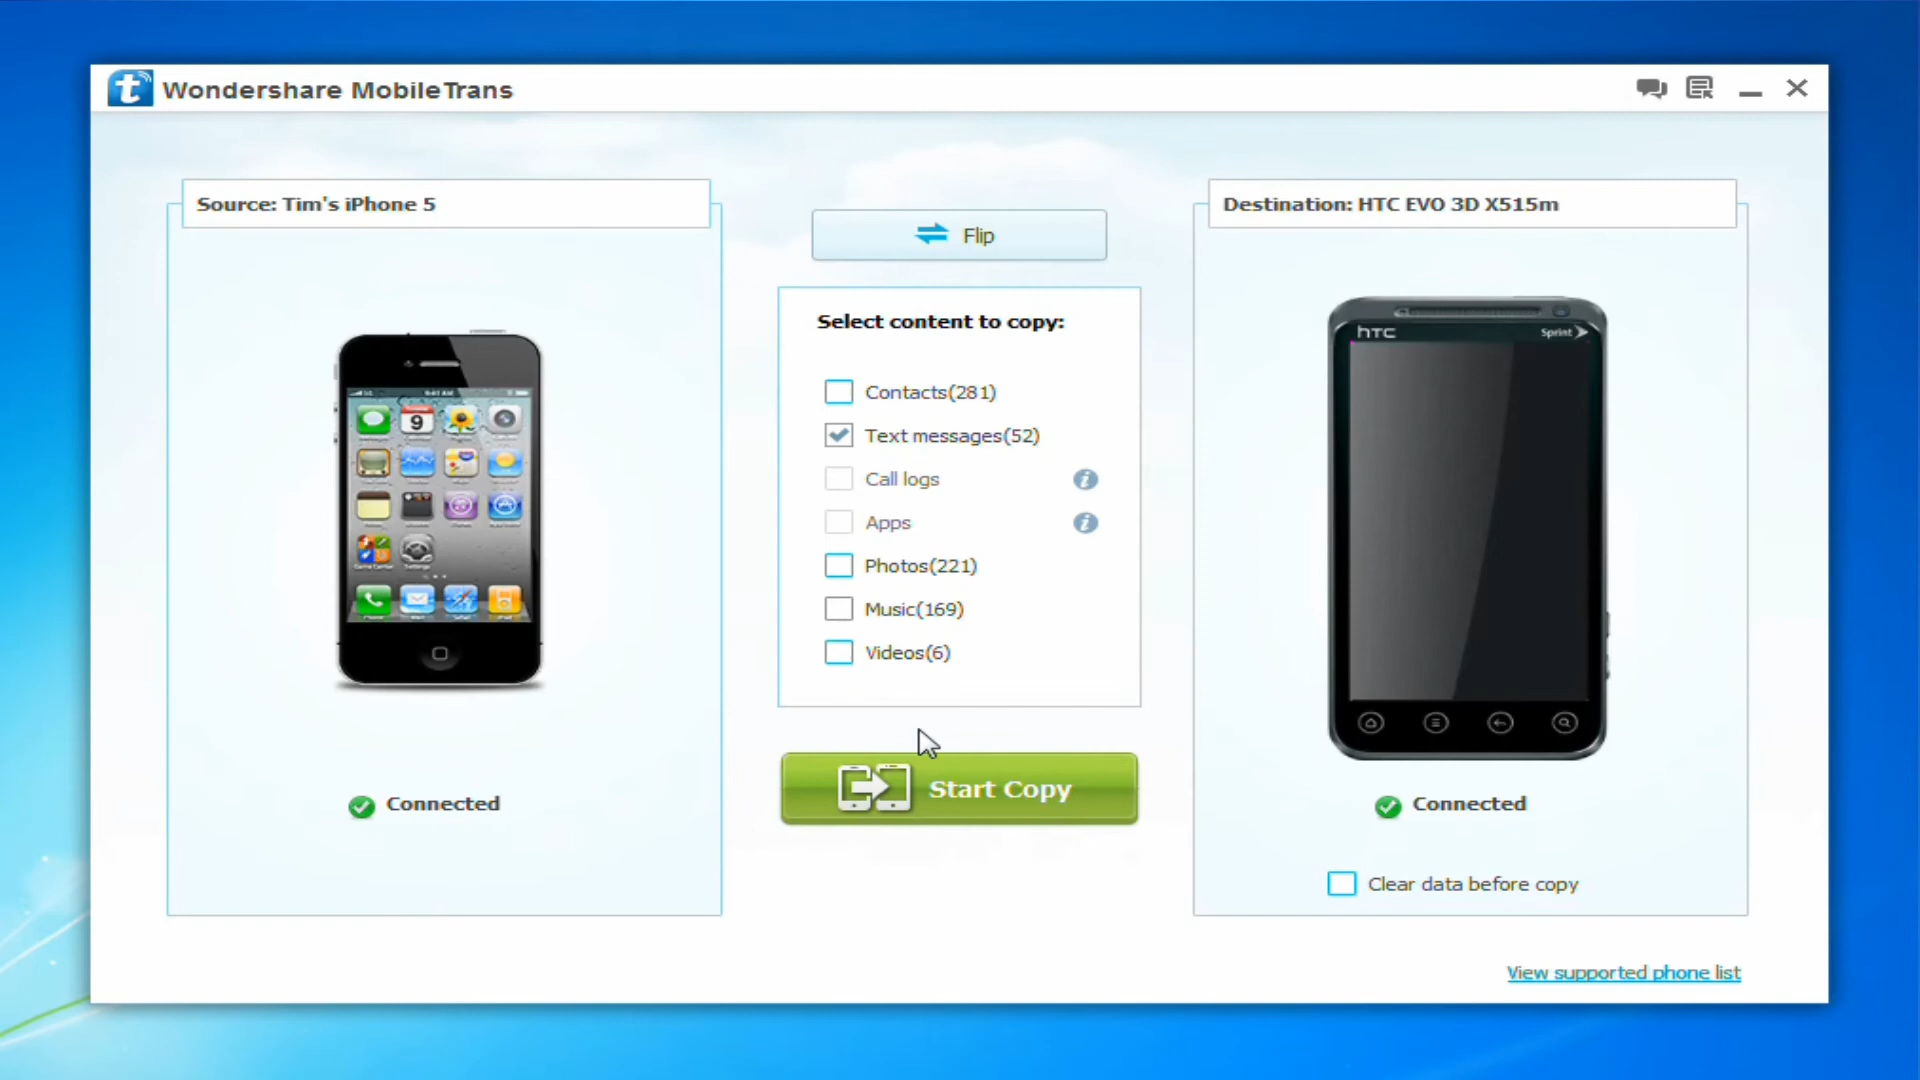 Wondershare MobileTrans
Source: Tim's iPhone 5
Flip
Destination: HTC EVO 3D X515m
Select content to copy:
Contacts(281)
Text messages(52)
Call logs
Apps
Photos(221)
Music(169)
Videos(6)
9
htc
Sprint
Start Copy
Connected
Connected
Clear data before copy
View supported phone list